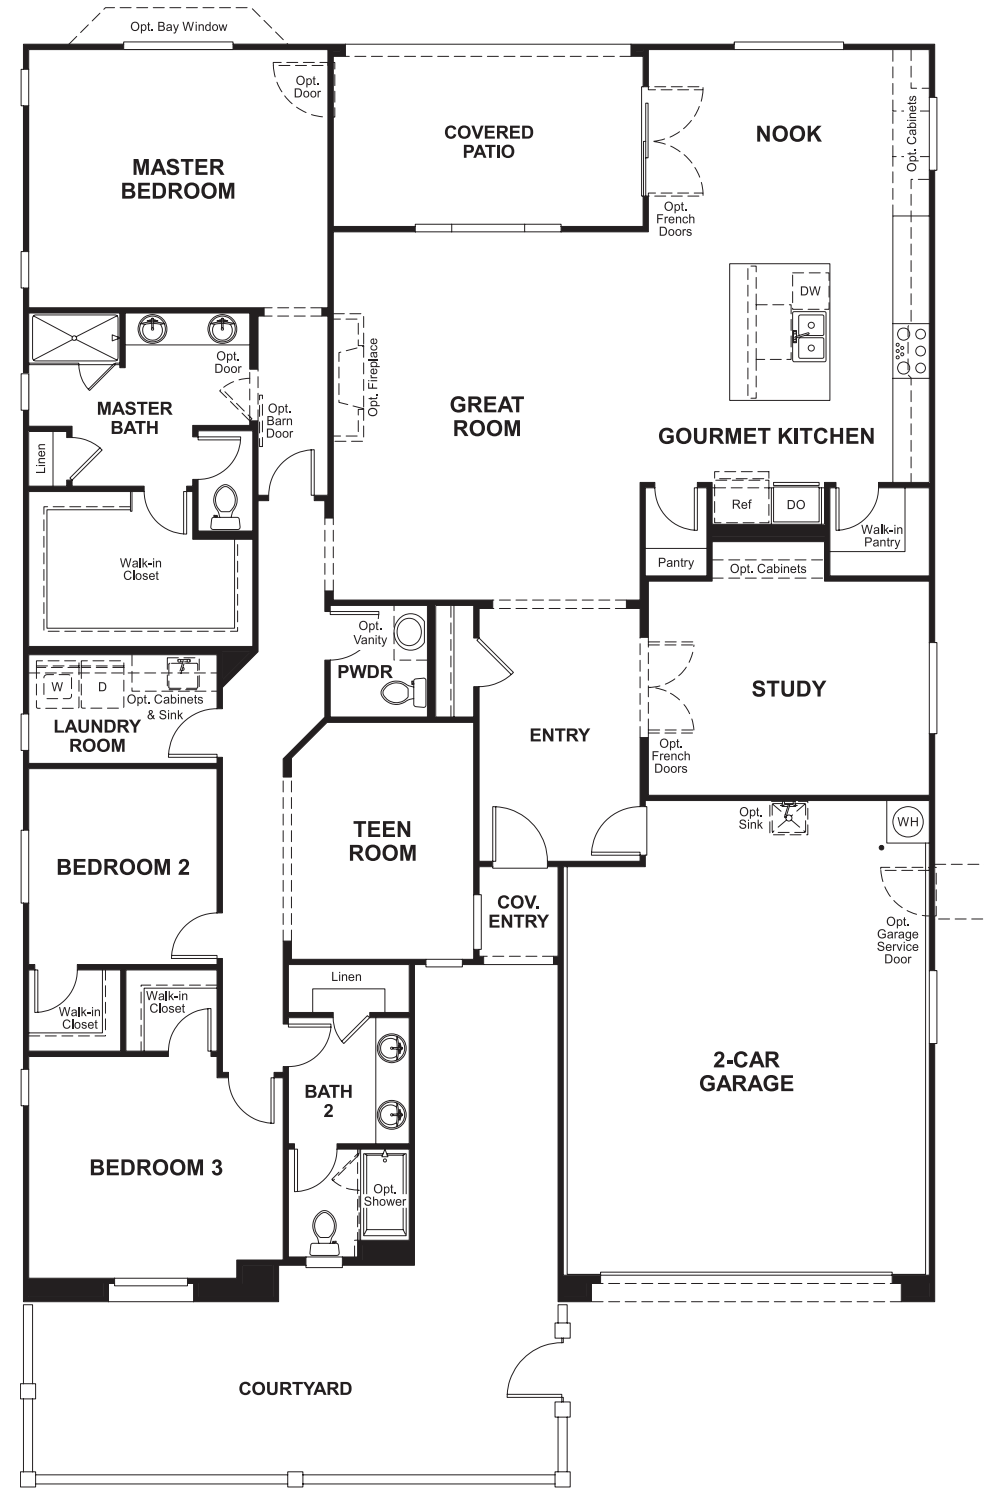 Opt. Bay Window
Opt.
Door
MASTER
BEDROOM
COVERED
PATIO
NOOK
Opt. Cabinets
Opt.
French
Doors
DW
Opt.
Door
MASTER
BATH
Opt.
Barn
Door
Opt. Fireplace
GREAT
ROOM
GOURMET KITCHEN
Linen
Ref
DO
Walk-in
Pantry
Pantry
Opt. Cabinets
Walk-in
Closet
Opt.
Vanity
PWDR
W
D
Opt. Cabinets
& Sink
LAUNDRY
ROOM
ENTRY
STUDY
Opt.
French
Doors
TEEN
ROOM
BEDROOM 2
Opt.
Sink
WH
COV.
ENTRY
Opt.
Garage
Service
Door
Linen
Walk-in
Closet
Walk-in
Closet
BATH
2
2-CAR
GARAGE
BEDROOM 3
Opt.
Shower
COURTYARD